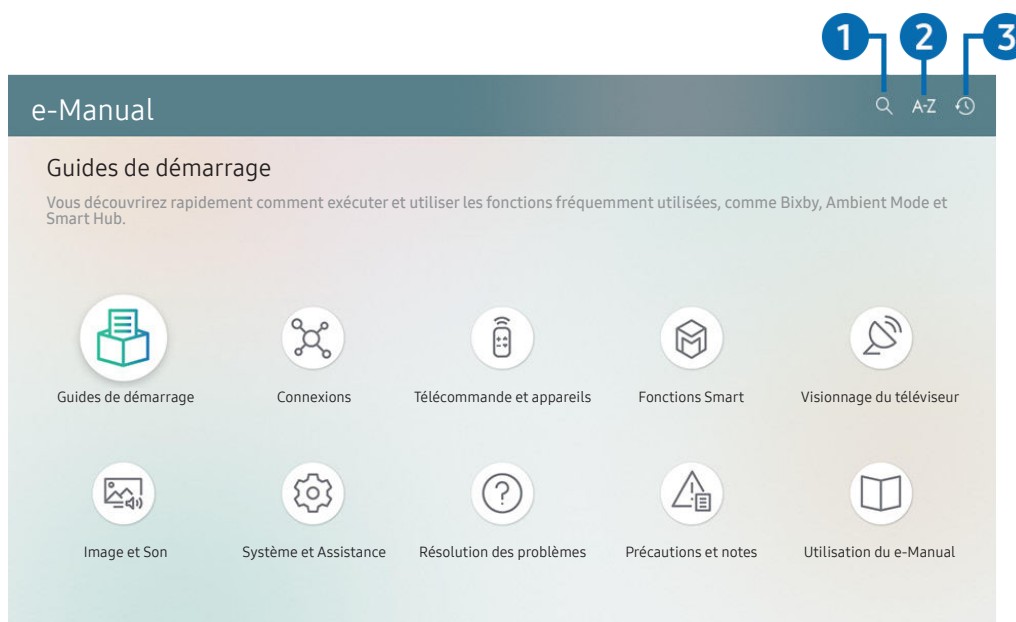 1 2 3
e-Manual
A-Z
Guides de démarrage
Vous découvrirez rapidement comment exécuter et utiliser les fonctions fréquemment utilisées, comme Bixby, Ambient Mode et
Smart Hub.
Guides de démarrage
Connexions
Télécommande et appareils
Fonctions Smart
Visionnage du téléviseur
Image et Son
Système et Assistance
Résolution des problèmes
Précautions et notes
Utilisation du e-Manual